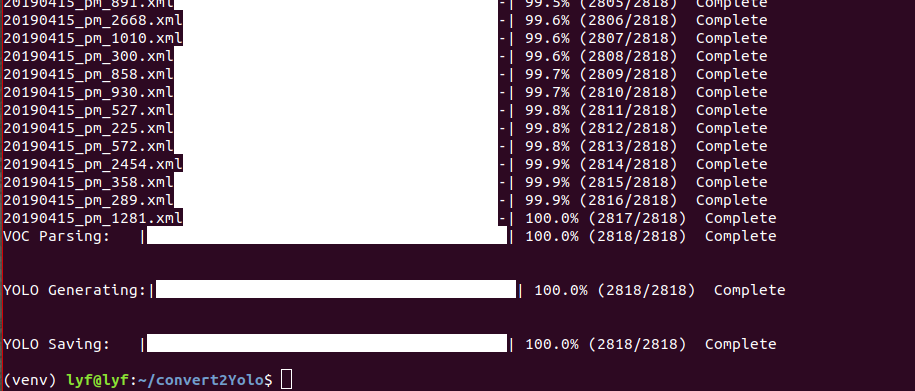 20190415_pm_891.xml -| 99.5% (2805/2818) Complete
20190415_pm_2668.xml -| 99.6% (2806/2818) Complete
20190415_pm_1010.xml -| 99.6% (2807/2818) Complete
20190415_pm_300.xml -| 99.6% (2808/2818) Complete
20190415_pm_858.xml -| 99.7% (2809/2818) Complete
20190415_pm_930.xml -| 99.7% (2810/2818) Complete
20190415_pm_527.xml -| 99.8% (2811/2818) Complete
20190415_pm_225.xml -| 99.8% (2812/2818) Complete
20190415_pm_572.xml -| 99.8% (2813/2818) Complete
20190415_pm_2454.xml -| 99.9% (2814/2818) Complete
20190415_pm_358.xml -| 99.9% (2815/2818) Complete
20190415_pm_289.xml -| 99.9% (2816/2818) Complete
20190415_pm_1281.xml -| 100.0% (2817/2818) Complete
VOC Parsing: | | 100.0% (2818/2818) Complete
YOLO Generating:| | 100.0% (2818/2818) Complete
YOLO Saving: | | 100.0% (2818/2818) Complete
(venv) lyf@lyf:~/convert2Yolo$